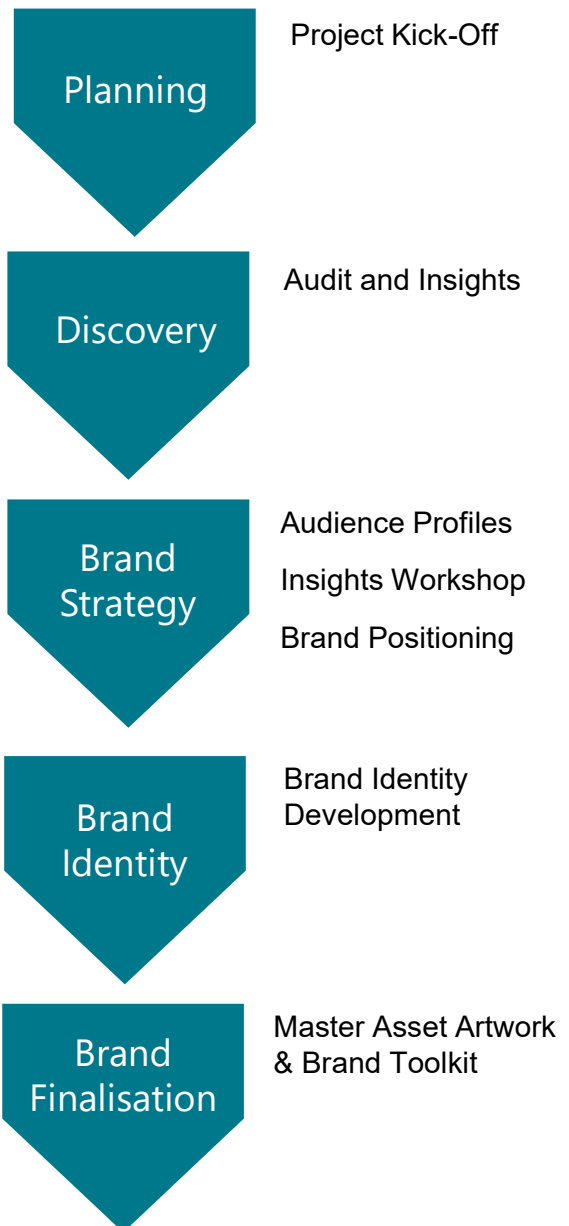 Planning
Project Kick-Off
Discovery
Audit and Insights
Brand
Strategy
Audience Profiles
Insights Workshop
Brand Positioning
Brand
Identity
Brand Identity
Development
Brand
Finalisation
Master Asset Artwork
& Brand Toolkit